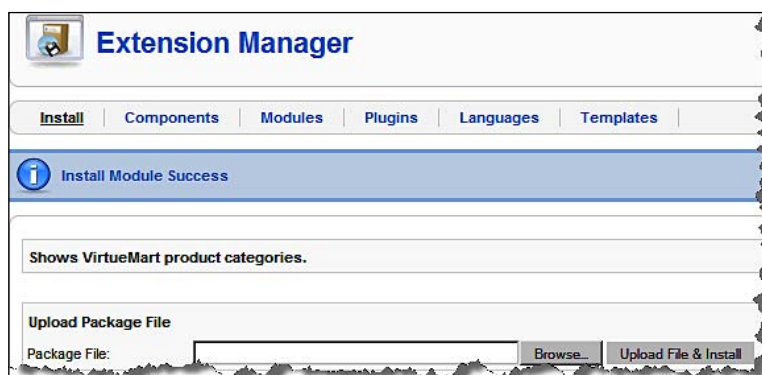 Extension Manager
Install Components Modules Plugins Languages Templates
Install Module Success
Shows VirtueMart product categories.
Upload Package File
Package File: Browse... Upload File & Install